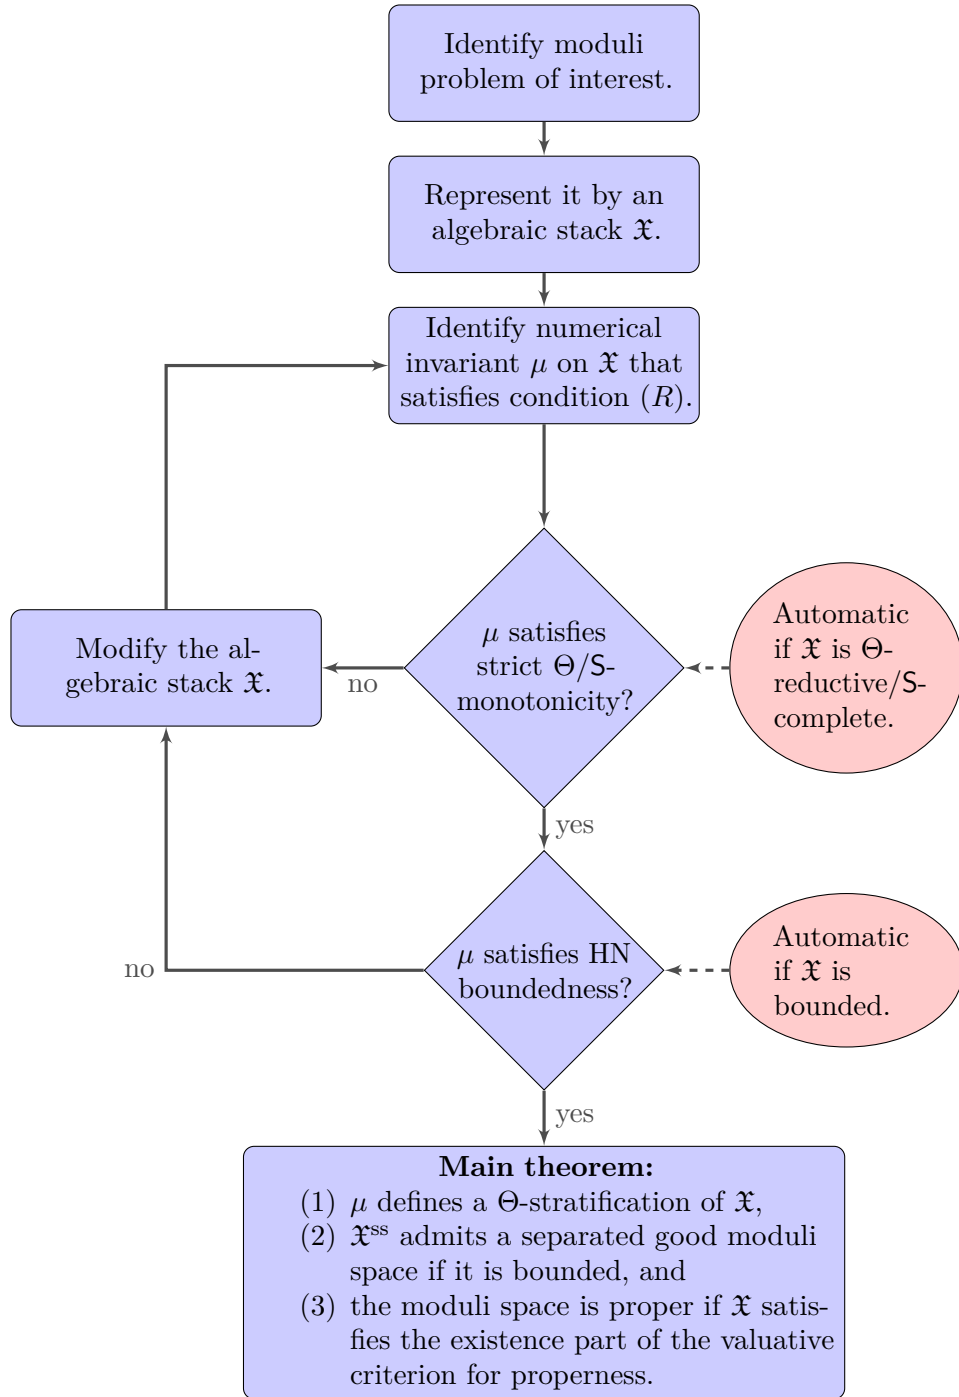 Identify moduli
problem of interest.
Represent it by an
algebraic stack 𝔛.
Identify numerical
invariant μ on 𝔛 that
satisfies condition (R).
μ satisfies
strict Θ/S-
monotonicity?
Automatic
if 𝔛 is Θ-
reductive/S-
complete.
Modify the al-
gebraic stack 𝔛.
no
yes
μ satisfies HN
boundedness?
Automatic
if 𝔛 is
bounded.
no
yes
Main theorem:
(1) μ defines a Θ-stratification of 𝔛,
(2) 𝔛ˢˢ admits a separated good moduli
space if it is bounded, and
(3) the moduli space is proper if 𝔛 satis-
fies the existence part of the valuative
criterion for properness.